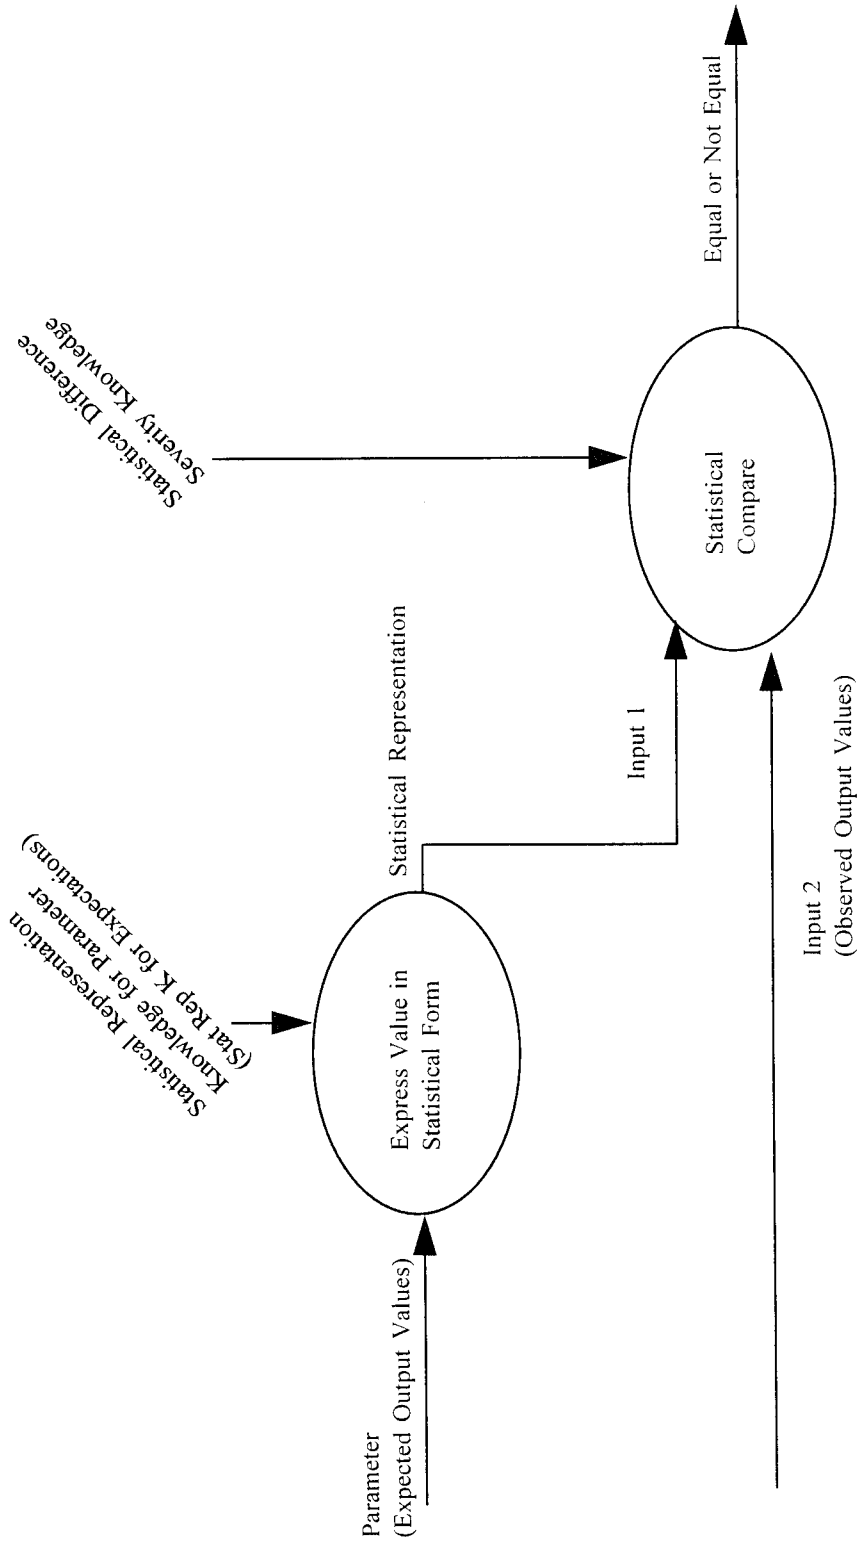 Parameter
(Expected Output Values)
Express Value in
Statistical Form
Statistical Representation
Knowledge for Parameter
(Stat Rep K for Expectations)
Statistical Representation
Input 1
Input 2
(Observed Output Values)
Statistical Difference
Severity Knowledge
Statistical
Compare
Equal or Not Equal